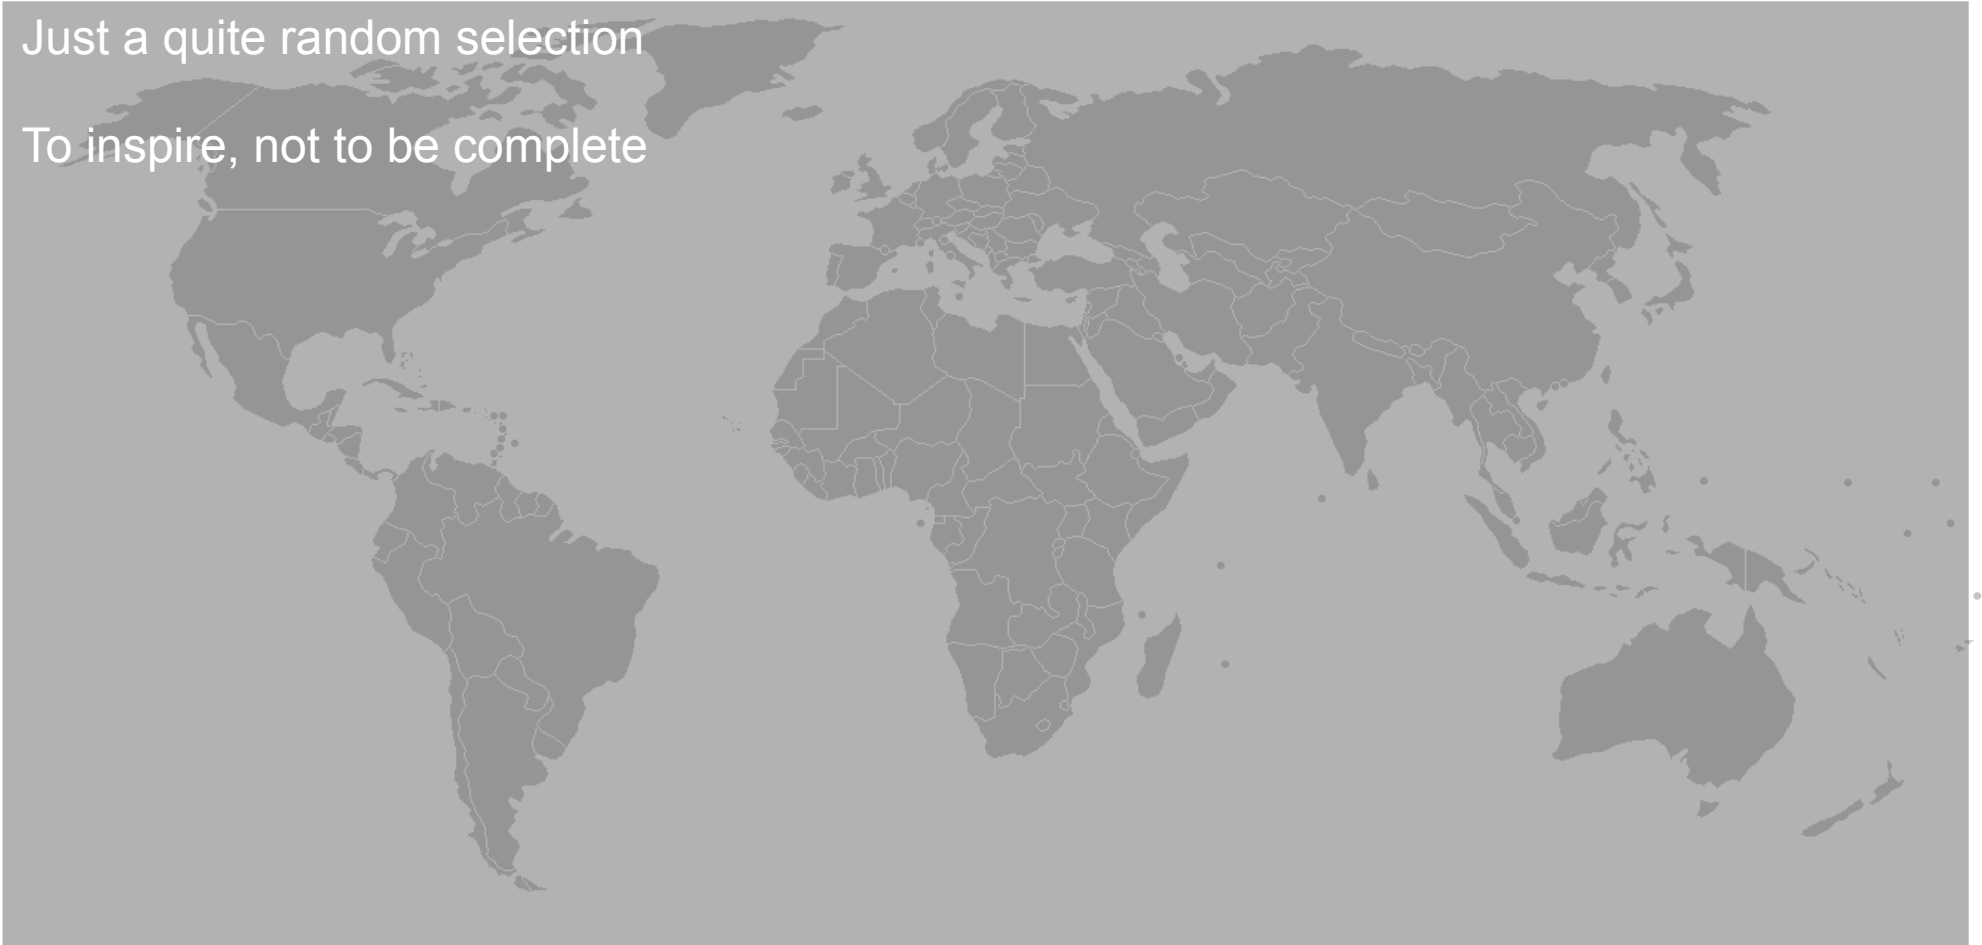 Just a quite random selection
To inspire, not to be complete